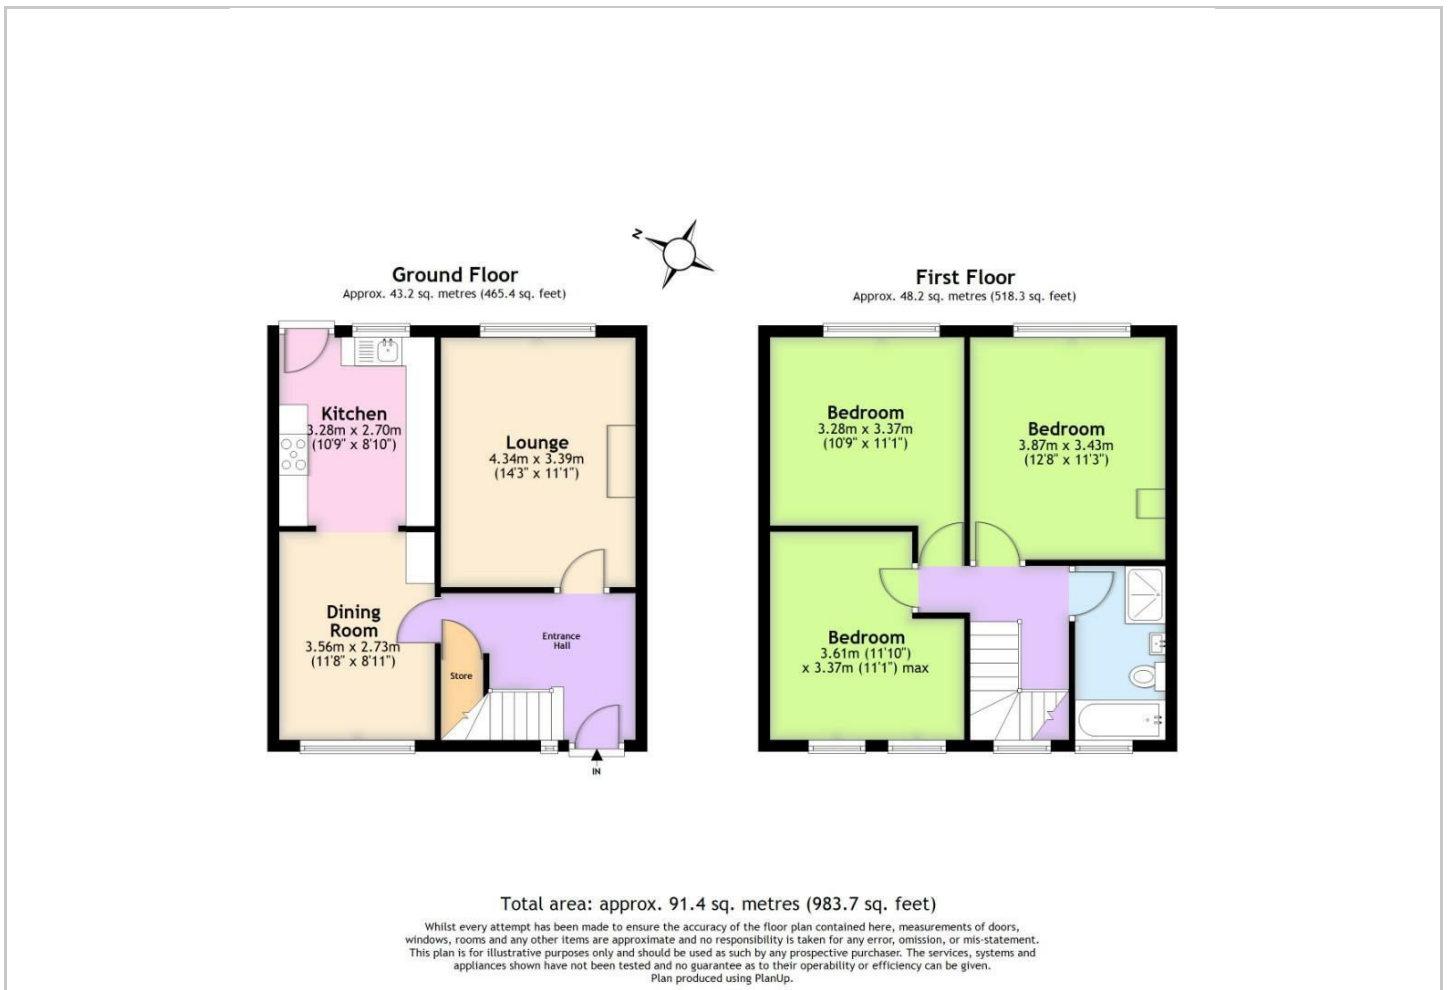 N
Ground Floor
Approx. 43.2 sq. metres (465.4 sq. feet)
Kitchen
3.28m x 2.70m
(10'9" x 8'10")
Lounge
4.34m x 3.39m
(14'3" x 11'1")
Dining
Room
3.56m x 2.73m
(11'8" x 8'11")
Entrance
Hall
Store
IN
First Floor
Approx. 48.2 sq. metres (518.3 sq. feet)
Bedroom
3.28m x 3.37m
(10'9" x 11'1")
Bedroom
3.87m x 3.43m
(12'8" x 11'3")
Bedroom
3.61m (11'10")
x 3.37m (11'1") max
Total area: approx. 91.4 sq. metres (983.7 sq. feet)
Whilst every attempt has been made to ensure the accuracy of the floor plan contained here, measurements of doors,
windows, rooms and any other items are approximate and no responsibility is taken for any error, omission, or mis-statement.
This plan is for illustrative purposes only and should be used as such by any prospective purchaser. The services, systems and
appliances shown have not been tested and no guarantee as to their operability or efficiency can be given.
Plan produced using PlanUp.